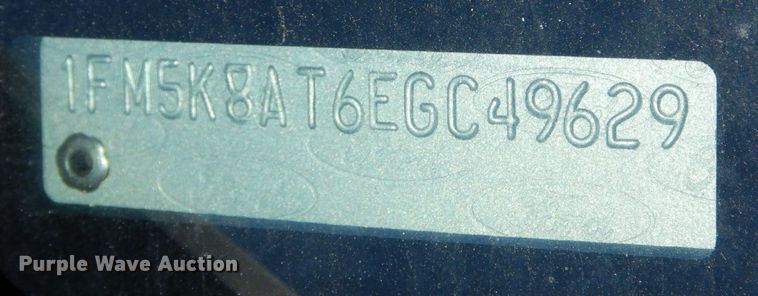 1FM5K8AT6EGC49629
Purple Wave Auction